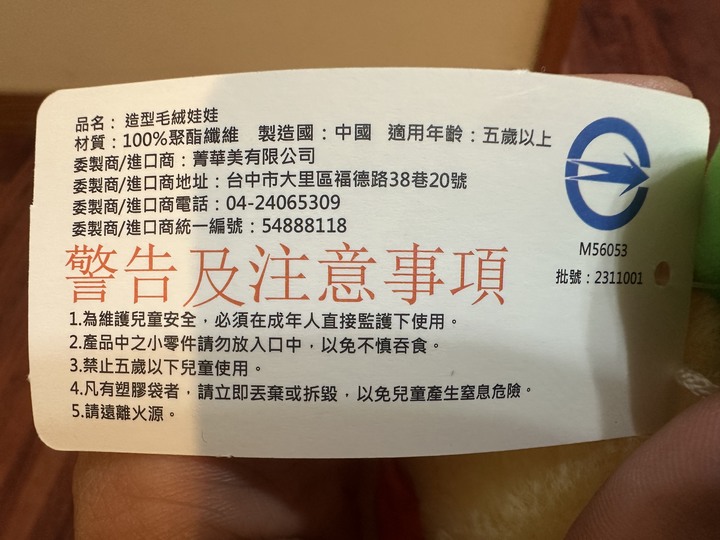 品名：造型毛絨娃娃
材質：100%聚酯纖維　製造國：中國　適用年齡：五歲以上
委製商/進口商：菁華美有限公司
委製商/進口商地址：台中市大里區福德路38巷20號
委製商/進口商電話：04-24065309
委製商/進口商統一編號：54888118
M56053
批號：2311001
警告及注意事項
1.為維護兒童安全，必須在成年人直接監護下使用。
2.產品中之小零件請勿放入口中，以免不慎吞食。
3.禁止五歲以下兒童使用。
4.凡有塑膠袋者，請立即丟棄或拆毀，以免兒童產生窒息危險。
5.請遠離火源。